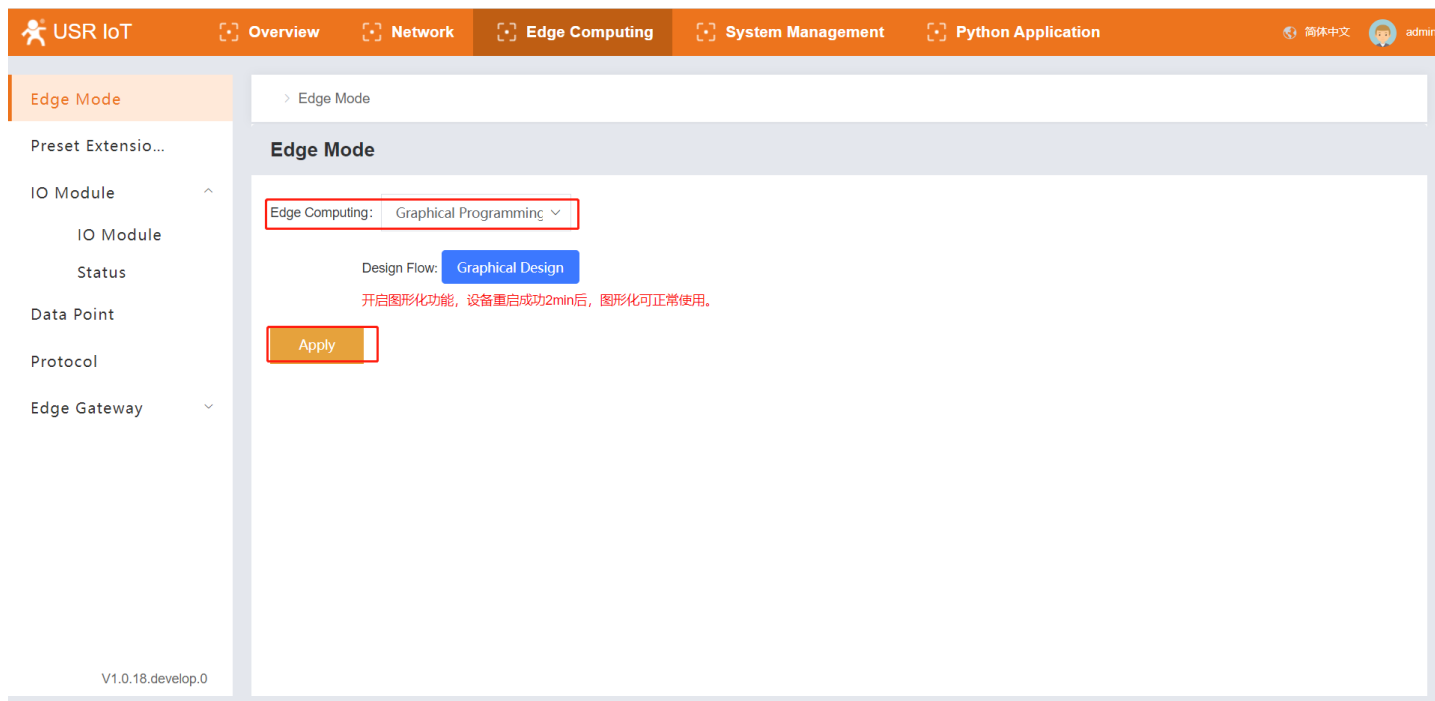 USR IoT Overview Network Edge Computing System Management Python Application 简体中文 admin
Edge Mode
Preset Extensio...
IO Module
IO Module
Status
Data Point
Protocol
Edge Gateway
V1.0.18.develop.0
> Edge Mode
Edge Mode
Edge Computing: Graphical Programming
Design Flow: Graphical Design
开启图形化功能，设备重启成功2min后，图形化可正常使用。
Apply